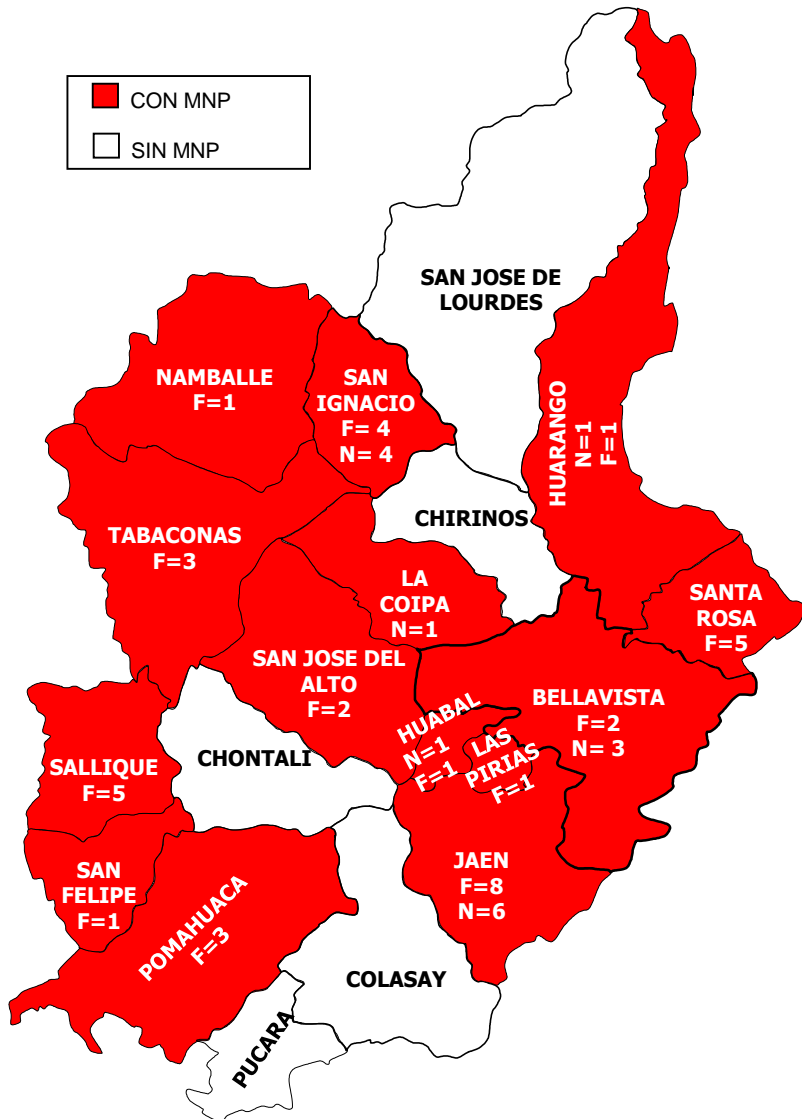 CON MNP
SIN MNP
SAN JOSE DE
LOURDES
NAMBALLE
F=1
SAN
IGNACIO
F= 4
N= 4
HUARANGO
N=1
F=1
CHIRINOS
TABACONAS
F=3
LA
COIPA
N=1
SANTA
ROSA
F=5
SAN JOSE DEL
ALTO
F=2
BELLAVISTA
F=2
N= 3
HUABAL
N=1
F=1
LAS
PIRIAS
F=1
CHONTALI
SALLIQUE
F=5
JAEN
F=8
N=6
SAN
FELIPE
F=1
POMAHUACA
F=3
COLASAY
PUCARA